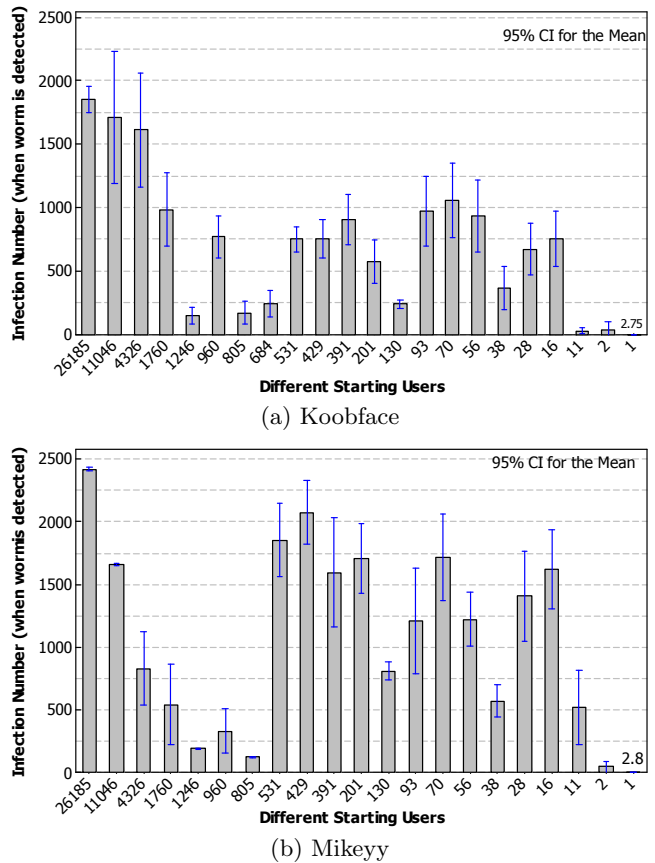 2500
95% CI for the Mean
2000
1500
1000
500
0
2.75
Infection Number (when worm is detected)
26185 11046 4326 1760 1246 960 805 684 531 429 391 201 130 93 70 56 38 28 16 11 2 1
Different Starting Users
(a) Koobface
2500
95% CI for the Mean
2000
1500
1000
500
0
2.8
Infection Number (when worm is detected)
26185 11046 4326 1760 1246 960 805 531 429 391 201 130 93 70 56 38 28 16 11 2 1
Different Starting Users
(b) Mikeyy